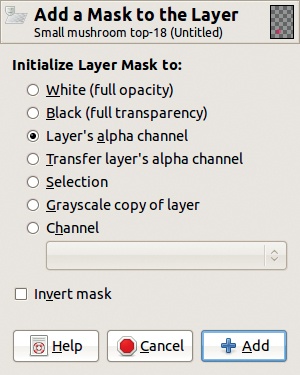 Add a Mask to the Layer
Small mushroom top-18 (Untitled)
Initialize Layer Mask to:
White (full opacity)
Black (full transparency)
Layer's alpha channel
Transfer layer's alpha channel
Selection
Grayscale copy of layer
Channel
Invert mask
Help Cancel Add